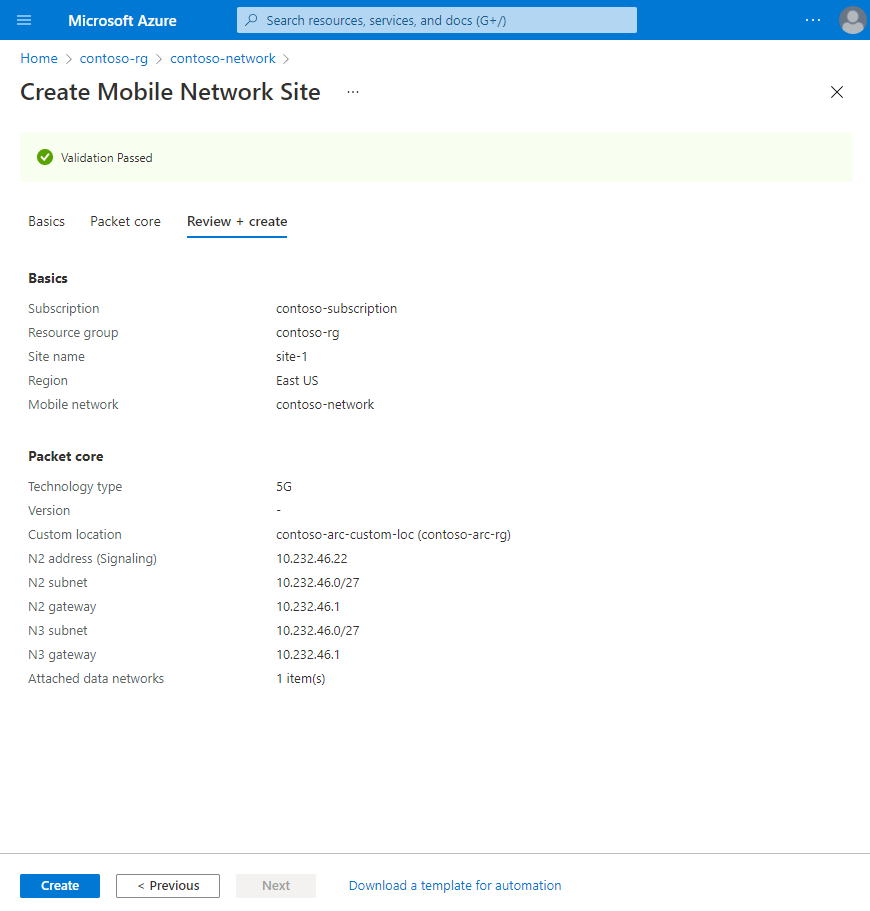 Microsoft Azure
Search resources, services, and docs (G+/)
Home > contoso-rg > contoso-network >
Create Mobile Network Site ...
Validation Passed
Basics Packet core Review + create
Basics
Subscription contoso-subscription
Resource group contoso-rg
Site name site-1
Region East US
Mobile network contoso-network
Packet core
Technology type 5G
Version -
Custom location contoso-arc-custom-loc (contoso-arc-rg)
N2 address (Signaling) 10.232.46.22
N2 subnet 10.232.46.0/27
N2 gateway 10.232.46.1
N3 subnet 10.232.46.0/27
N3 gateway 10.232.46.1
Attached data networks 1 item(s)
Create < Previous Next Download a template for automation